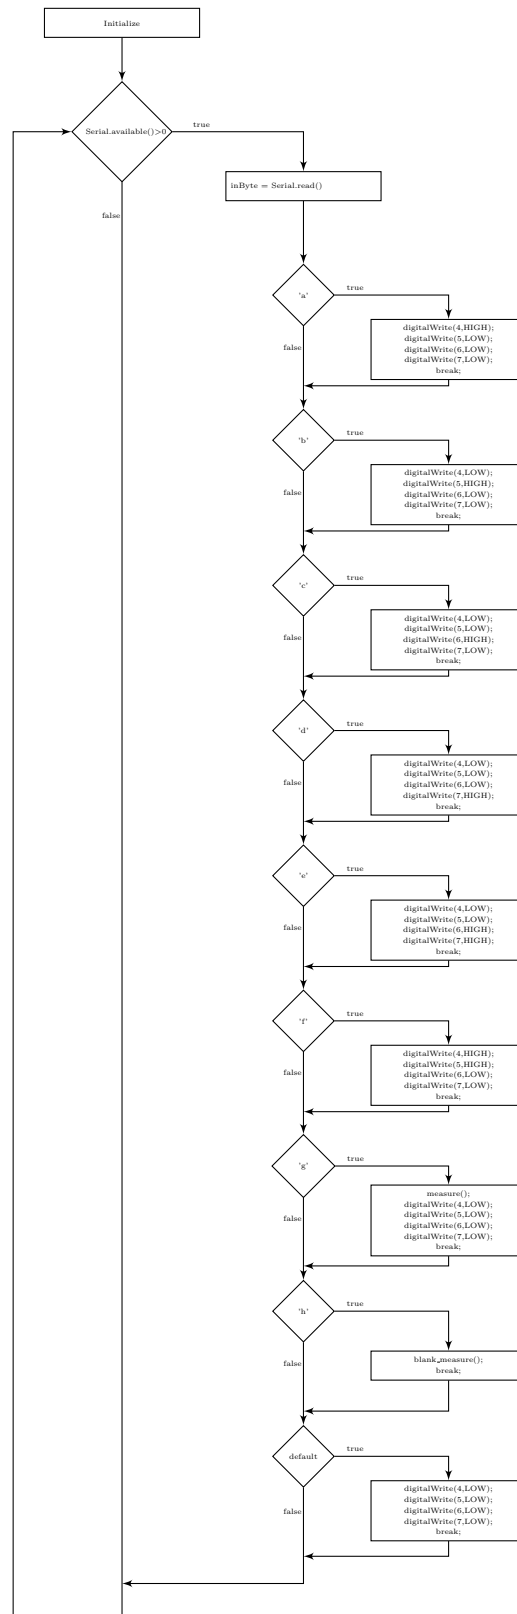 Initialize
Serial.available()>0
true
false
inByte = Serial.read()
'a'
true
false
digitalWrite(4,HIGH);
digitalWrite(5,LOW);
digitalWrite(6,LOW);
digitalWrite(7,LOW);
break;
'b'
true
false
digitalWrite(4,LOW);
digitalWrite(5,HIGH);
digitalWrite(6,LOW);
digitalWrite(7,LOW);
break;
'c'
true
false
digitalWrite(4,LOW);
digitalWrite(5,LOW);
digitalWrite(6,HIGH);
digitalWrite(7,LOW);
break;
'd'
true
false
digitalWrite(4,LOW);
digitalWrite(5,LOW);
digitalWrite(6,LOW);
digitalWrite(7,HIGH);
break;
'e'
true
false
digitalWrite(4,LOW);
digitalWrite(5,LOW);
digitalWrite(6,HIGH);
digitalWrite(7,HIGH);
break;
'f'
true
false
digitalWrite(4,HIGH);
digitalWrite(5,HIGH);
digitalWrite(6,LOW);
digitalWrite(7,LOW);
break;
'g'
true
false
measure();
digitalWrite(4,LOW);
digitalWrite(5,LOW);
digitalWrite(6,LOW);
digitalWrite(7,LOW);
break;
'h'
true
false
blank_measure();
break;
default
true
false
digitalWrite(4,LOW);
digitalWrite(5,LOW);
digitalWrite(6,LOW);
digitalWrite(7,LOW);
break;